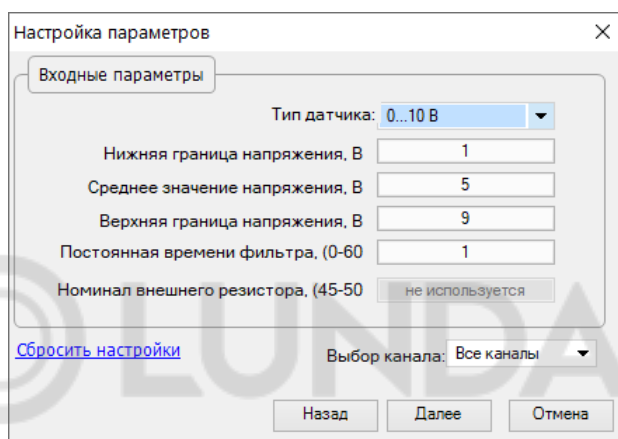 Настройка параметров
Входные параметры
Тип датчика: 0...10 В
Нижняя граница напряжения, В 1
Среднее значение напряжения, В 5
Верхняя граница напряжения, В 9
Постоянная времени фильтра, (0-60 1
Номинал внешнего резистора, (45-50 не используется
Сбросить настройки Выбор канала: Все каналы
Назад Далее Отмена
LUNDA